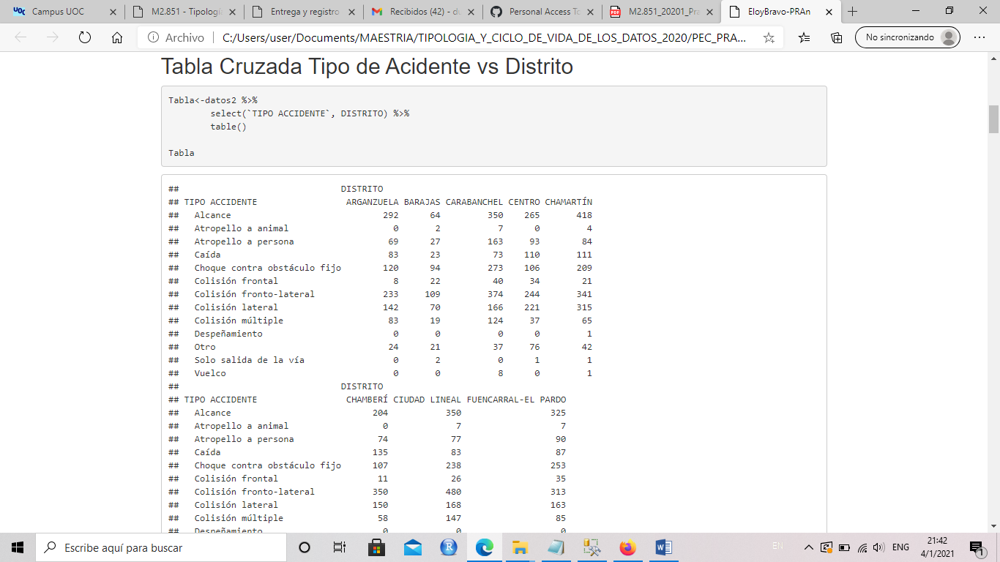 Campus UOC
M2.851 - Tipologí
Entrega y registro
Recibidos (42) - d
Personal Access To
M2.851_20201_Pra
EloyBravo-PRAn
Archivo
C:/Users/user/Documents/MAESTRIA/TIPOLOGIA_Y_CICLO_DE_VIDA_DE_LOS_DATOS_2020/PEC_PRA...
No sincronizando
Tabla Cruzada Tipo de Acidente vs Distrito
Tabla<-datos2 %>%
select(`TIPO ACCIDENTE`, DISTRITO) %>%
table()
Tabla
## DISTRITO
## TIPO ACCIDENTE ARGANZUELA BARAJAS CARABANCHEL CENTRO CHAMARTÍN
## Alcance 292 64 350 265 418
## Atropello a animal 0 2 7 0 4
## Atropello a persona 69 27 163 93 84
## Caída 83 23 73 110 111
## Choque contra obstáculo fijo 120 94 273 106 209
## Colisión frontal 8 22 40 34 21
## Colisión fronto-lateral 233 109 374 244 341
## Colisión lateral 142 70 166 221 315
## Colisión múltiple 83 19 124 37 65
## Despeñamiento 0 0 0 0 1
## Otro 24 21 37 76 42
## Solo salida de la vía 0 2 0 1 1
## Vuelco 0 0 8 0 1
## DISTRITO
## TIPO ACCIDENTE CHAMBERÍ CIUDAD LINEAL FUENCARRAL-EL PARDO
## Alcance 204 350 325
## Atropello a animal 0 7 7
## Atropello a persona 74 77 90
## Caída 135 83 87
## Choque contra obstáculo fijo 107 238 253
## Colisión frontal 11 26 35
## Colisión fronto-lateral 350 480 313
## Colisión lateral 150 168 163
## Colisión múltiple 58 147 85
## Despeñamiento 0 0 0
Escribe aquí para buscar
EN
ENG
21:42
4/1/2021
1